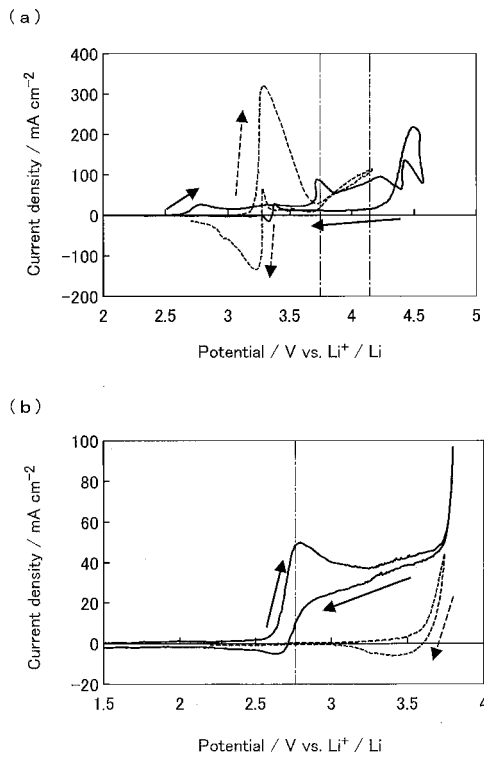 (a)
400
300
200
100
0
-100
-200
2 2.5 3 3.5 4 4.5 5
Current density / mA cm⁻²
Potential / V vs. Li⁺ / Li
(b)
100
80
60
40
20
0
-20
1.5 2 2.5 3 3.5 4
Current density / mA cm⁻²
Potential / V vs. Li⁺ / Li